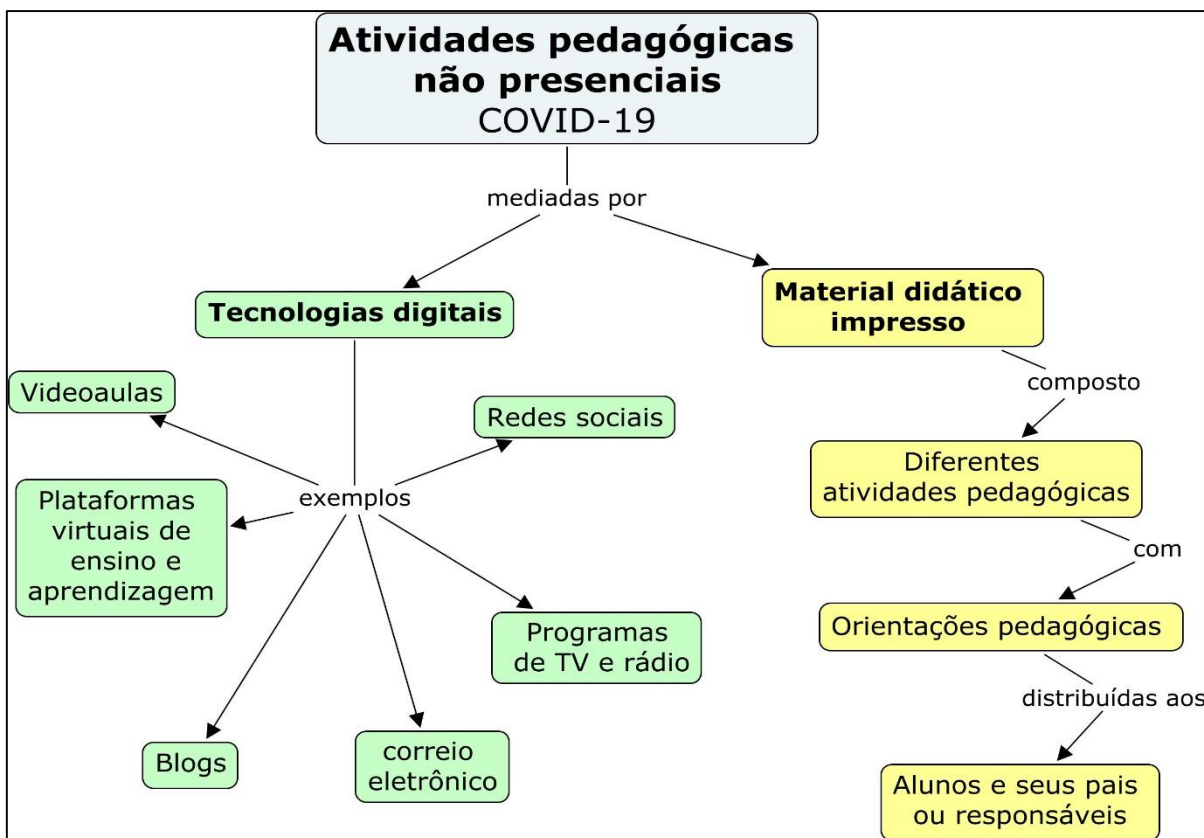 Atividades pedagógicas
não presenciais
COVID-19
mediadas por
Tecnologias digitais
Material didático
impresso
Videoaulas
Redes sociais
exemplos
Plataformas
virtuais de
ensino e
aprendizagem
Programas
de TV e rádio
Blogs
correio
eletrônico
composto
Diferentes
atividades pedagógicas
com
Orientações pedagógicas
distribuídas aos
Alunos e seus pais
ou responsáveis